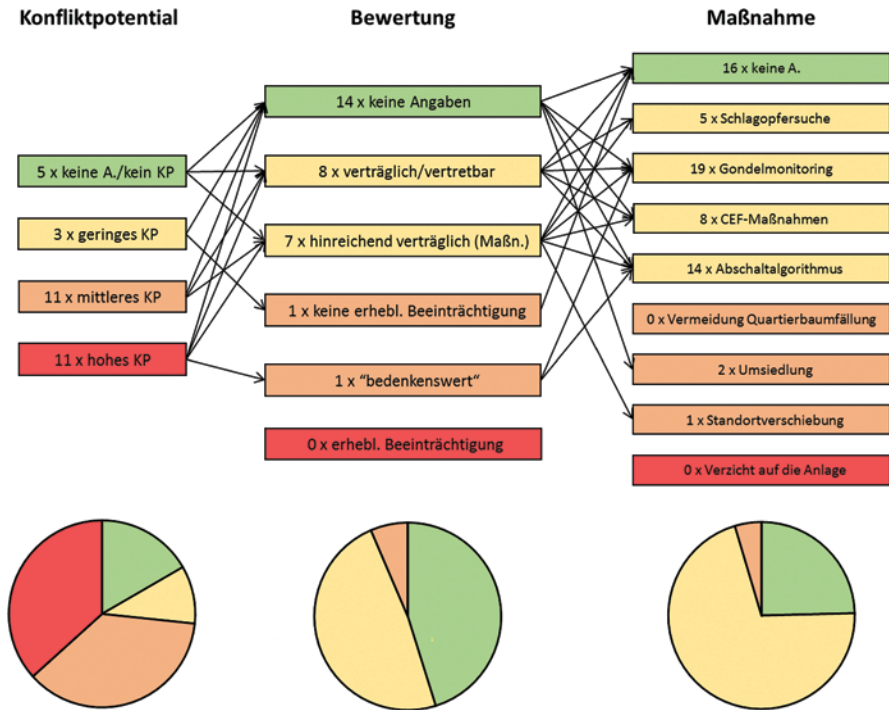 Konfliktpotential
5 x keine A./kein KP
3 x geringes KP
11 x mittleres KP
11 x hohes KP
Bewertung
14 x keine Angaben
8 x verträglich/vertretbar
7 x hinreichend verträglich (Maßn.)
1 x keine erhebl. Beeinträchtigung
1 x “bedenkenswert“
0 x erhebl. Beeinträchtigung
Maßnahme
16 x keine A.
5 x Schlagopfersuche
19 x Gondelmonitoring
8 x CEF-Maßnahmen
14 x Abschaltalgorithmus
0 x Vermeidung Quartierbaumfällung
2 x Umsiedlung
1 x Standortverschiebung
0 x Verzicht auf die Anlage